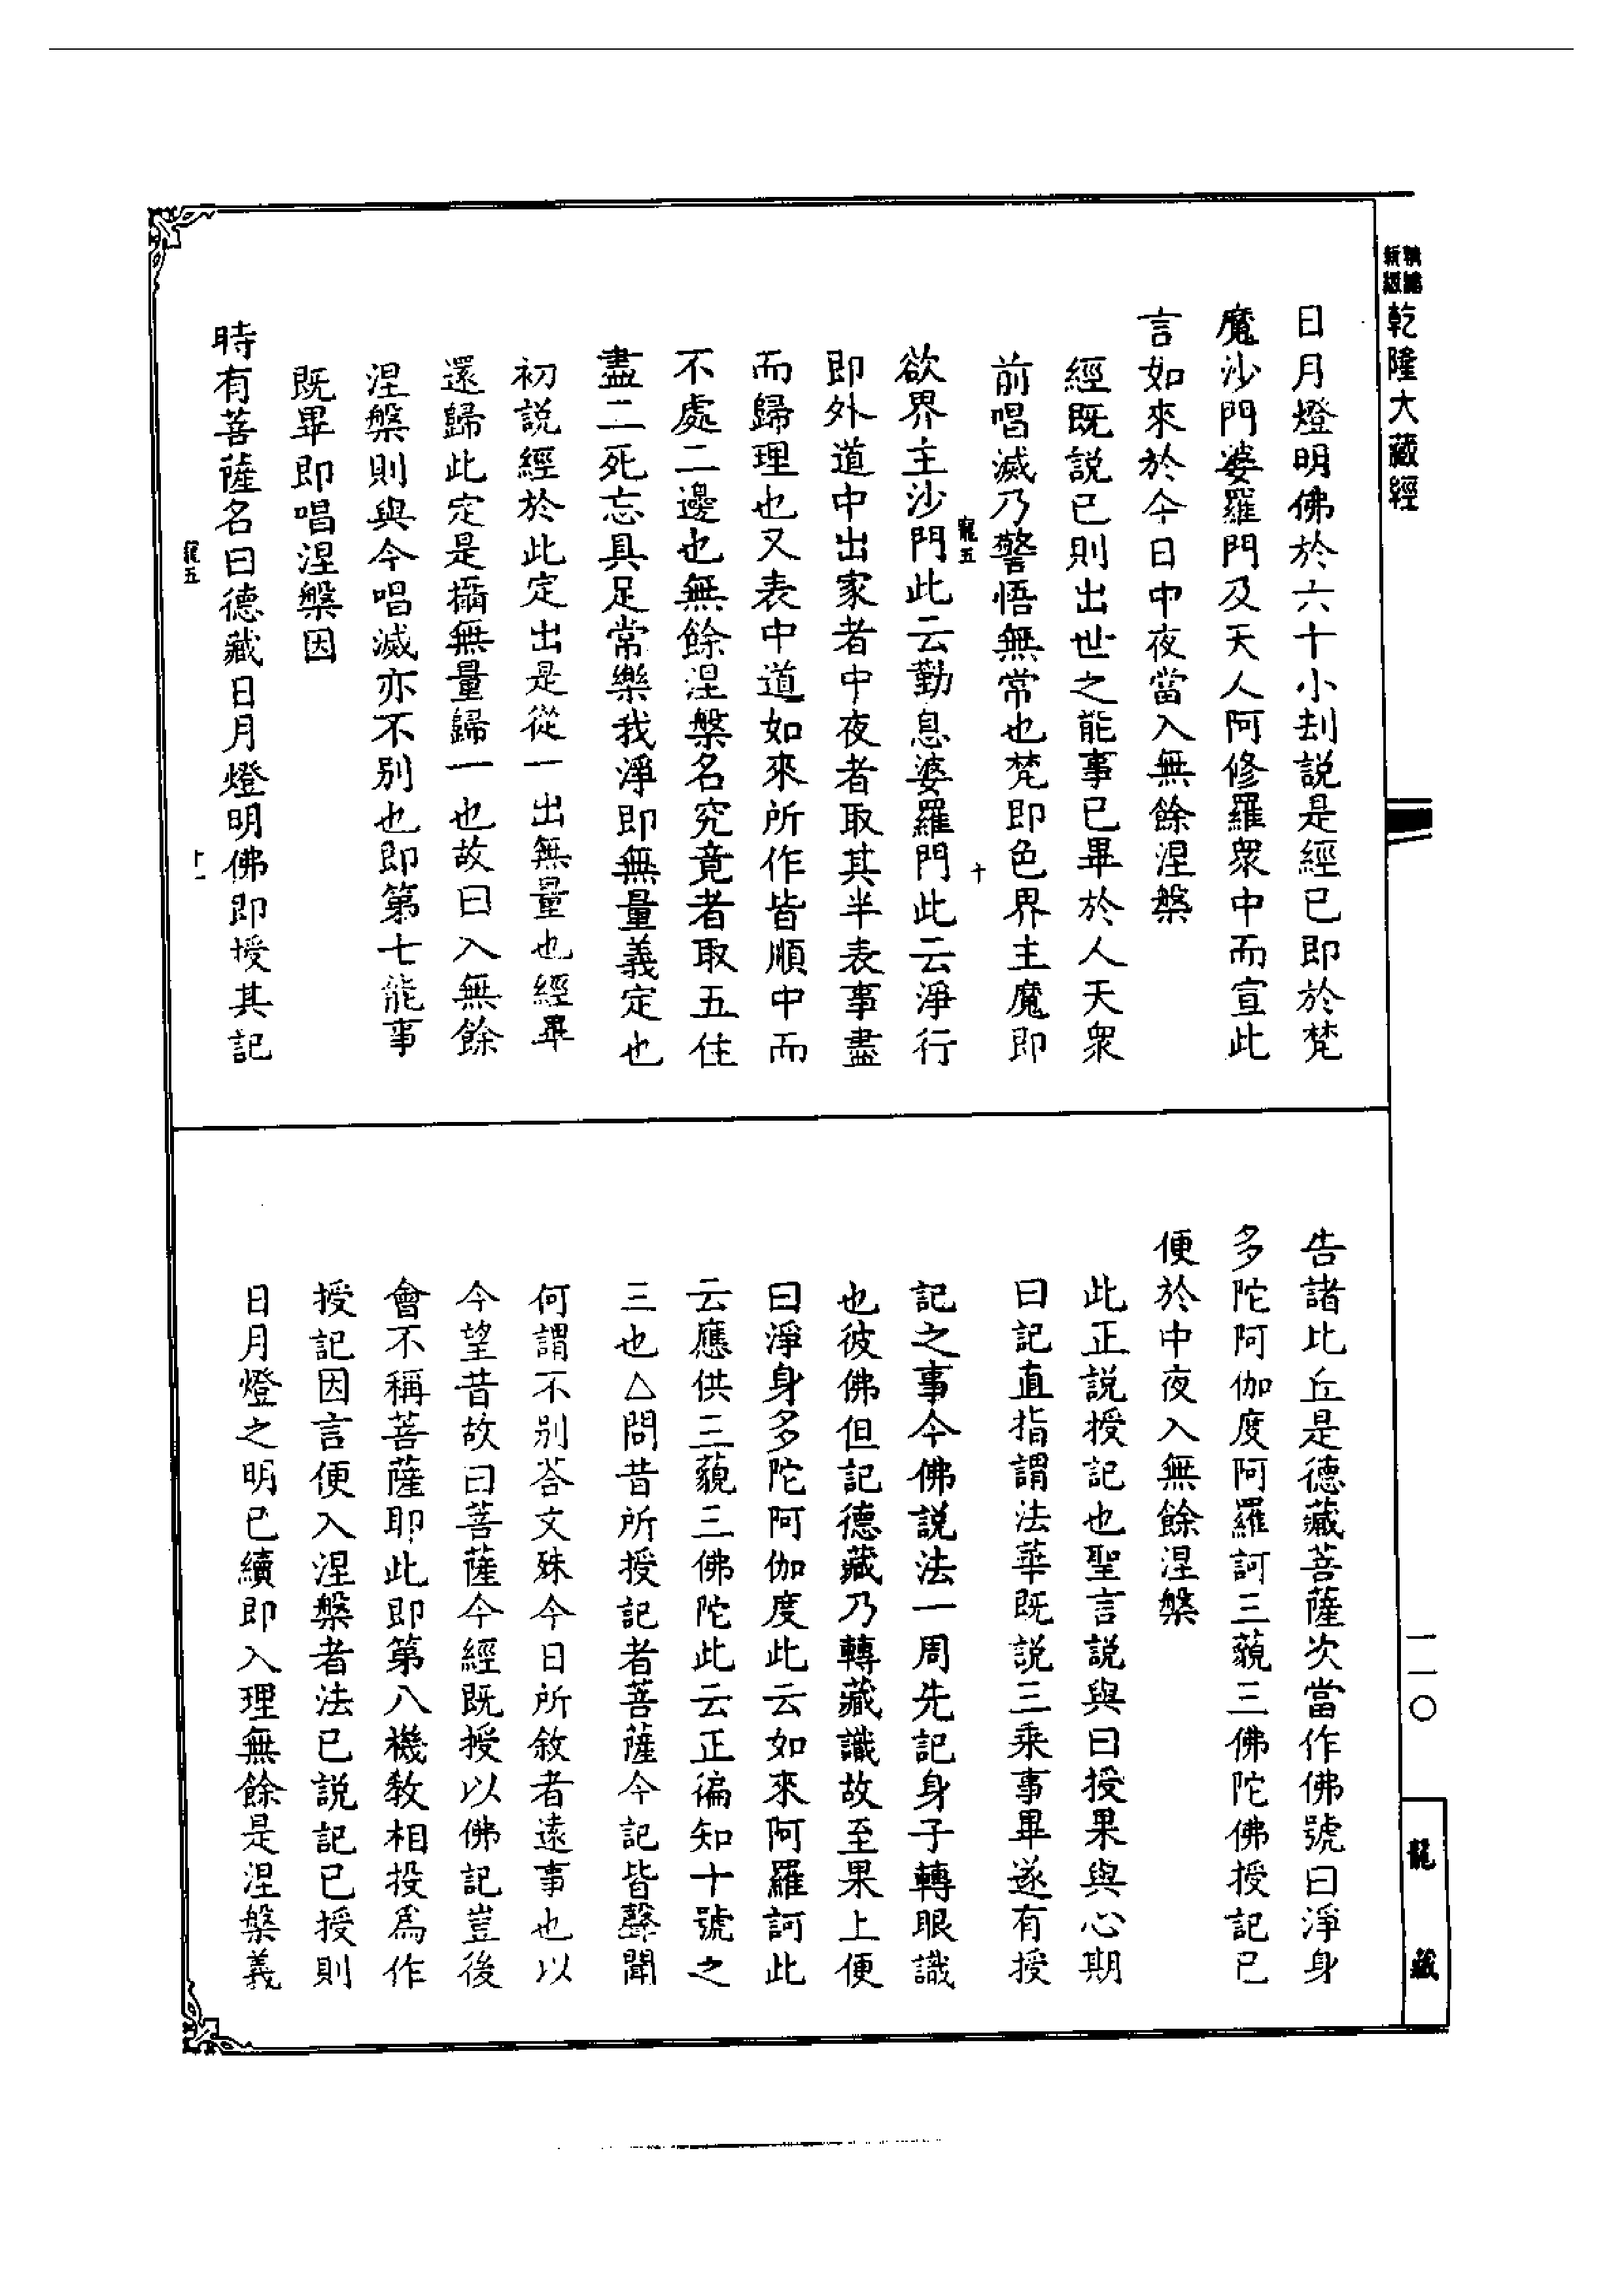 乾隆大藏經
日月燈明佛於六十小刦説是經已即於梵
魔沙門婆羅門及天人阿修羅衆中而宣此
言如來於今日中夜當入無餘涅槃
經既説已則出世之能事已畢於人天衆
前唱滅乃警悟無常也梵即色界主魔即
寵五
十
欲界主沙門此云勤息婆羅門此云淨行
即外道中出家者中夜者取其半表事盡
而歸理也又表中道如來所作皆順中而
不處二邊也無餘涅槃名究竟者取五住
盡二死忘具足常樂我淨即無量義定也
初説經於此定出是從一出無量也經畢
還歸此定是攝無量歸一也故曰入無餘
涅槃則與今唱滅亦不別也即第七能事
既畢即唱涅槃因
時有菩薩名曰德藏日月燈明佛即授其記
寵五
十一
告諸比丘是德藏菩薩次當作佛號曰淨身
多陀阿伽度阿羅訶三藐三佛陀佛授記已
便於中夜入無餘涅槃
此正説授記也聖言説與曰授果與心期
曰記直指謂法華既説三乘事畢遂有授
記之事今佛説法一周先記身子轉眼識
也彼佛但記德藏乃轉藏識故至果上便
曰淨身多陀阿伽度此云如來阿羅訶此
云應供三藐三佛陀此云正徧知十號之
三也△問昔所授記者菩薩今記皆聲聞
何謂不別荅文殊今日所敘者遠事也以
今望昔故曰菩薩今經既授以佛記豈後
會不稱菩薩耶此即第八機教相投爲作
授記因言便入涅槃者法已説記已授則
日月燈之明已續即入理無餘是涅槃義
一一〇
龍藏